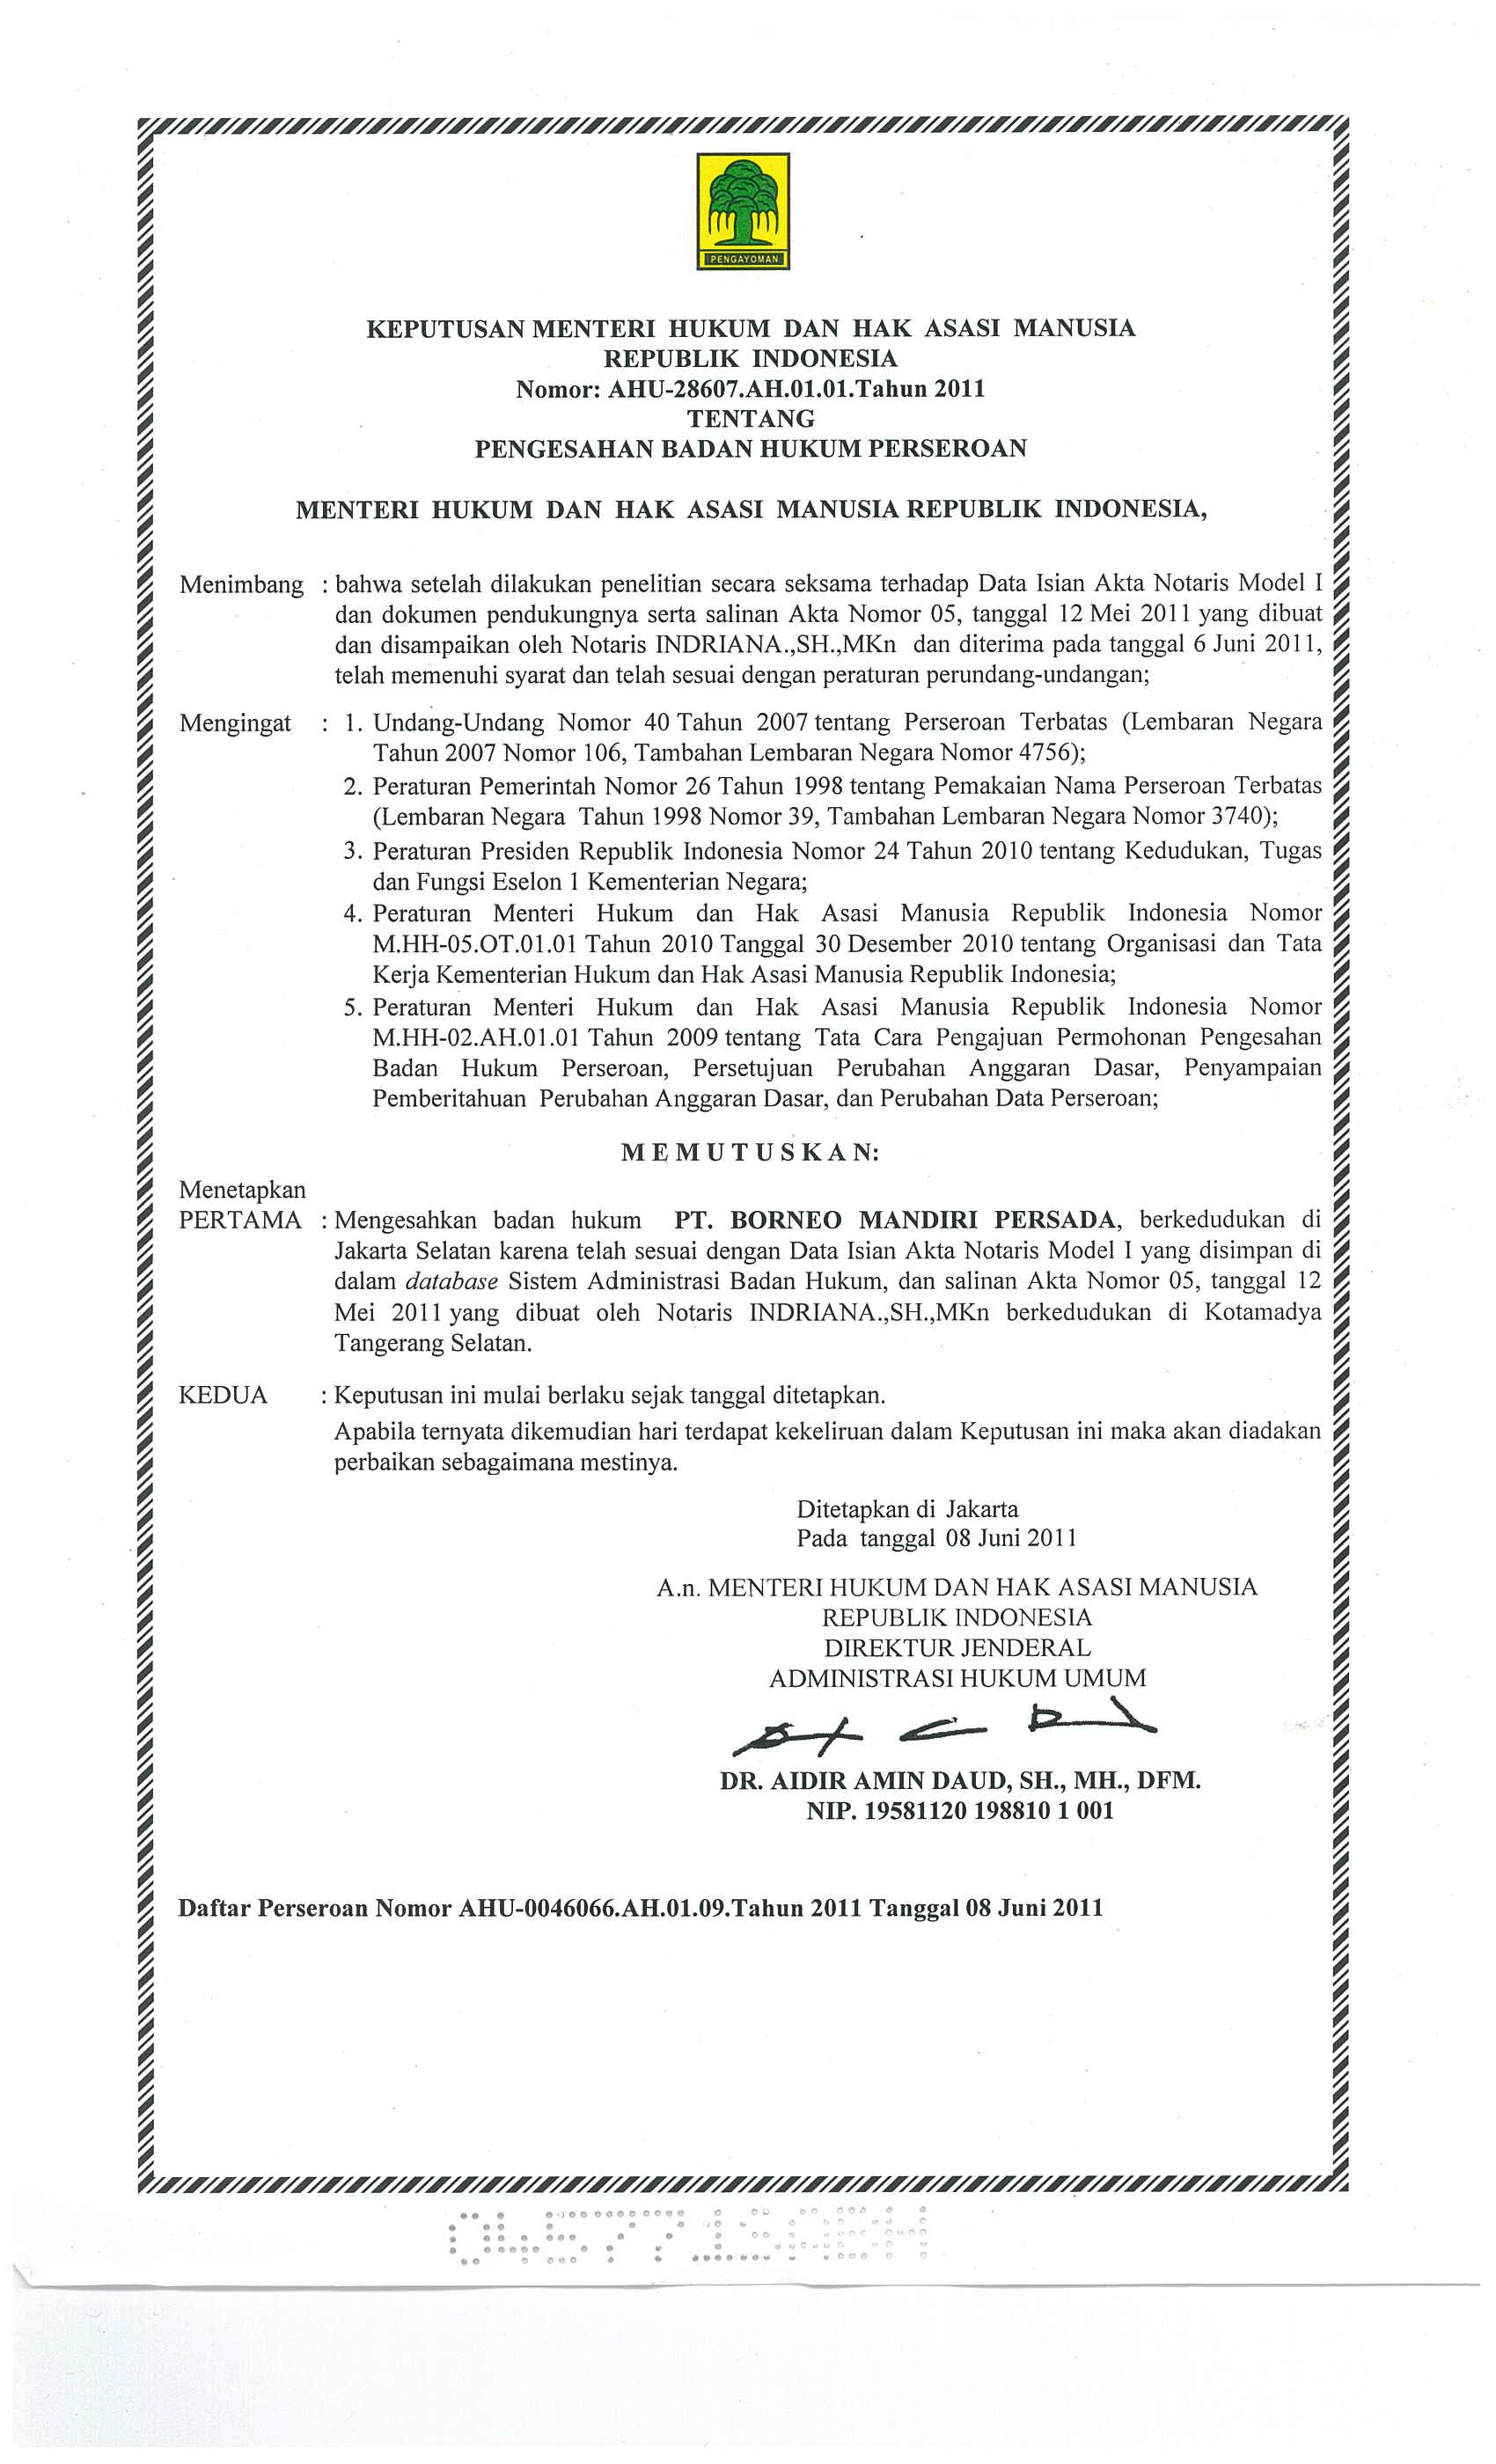 PENGAYOMAN
KEPUTUSAN MENTERI HUKUM DAN HAK ASASI MANUSIA
REPUBLIK INDONESIA
Nomor: AHU-28607.AH.01.01.Tahun 2011
TENTANG
PENGESAHAN BADAN HUKUM PERSEROAN
MENTERI HUKUM DAN HAK ASASI MANUSIA REPUBLIK INDONESIA,
Menimbang : bahwa setelah dilakukan penelitian secara seksama terhadap Data Isian Akta Notaris Model I
dan dokumen pendukungnya serta salinan Akta Nomor 05, tanggal 12 Mei 2011 yang dibuat
dan disampaikan oleh Notaris INDRIANA.,SH.,MKn dan diterima pada tanggal 6 Juni 2011,
telah memenuhi syarat dan telah sesuai dengan peraturan perundang-undangan;
Mengingat : 1. Undang-Undang Nomor 40 Tahun 2007 tentang Perseroan Terbatas (Lembaran Negara
Tahun 2007 Nomor 106, Tambahan Lembaran Negara Nomor 4756);
2. Peraturan Pemerintah Nomor 26 Tahun 1998 tentang Pemakaian Nama Perseroan Terbatas
(Lembaran Negara Tahun 1998 Nomor 39, Tambahan Lembaran Negara Nomor 3740);
3. Peraturan Presiden Republik Indonesia Nomor 24 Tahun 2010 tentang Kedudukan, Tugas
dan Fungsi Eselon 1 Kementerian Negara;
4. Peraturan Menteri Hukum dan Hak Asasi Manusia Republik Indonesia Nomor
M.HH-05.OT.01.01 Tahun 2010 Tanggal 30 Desember 2010 tentang Organisasi dan Tata
Kerja Kementerian Hukum dan Hak Asasi Manusia Republik Indonesia;
5. Peraturan Menteri Hukum dan Hak Asasi Manusia Republik Indonesia Nomor
M.HH-02.AH.01.01 Tahun 2009 tentang Tata Cara Pengajuan Permohonan Pengesahan
Badan Hukum Perseroan, Persetujuan Perubahan Anggaran Dasar, Penyampaian
Pemberitahuan Perubahan Anggaran Dasar, dan Perubahan Data Perseroan;
M E M U T U S K A N:
Menetapkan
PERTAMA : Mengesahkan badan hukum PT. BORNEO MANDIRI PERSADA, berkedudukan di
Jakarta Selatan karena telah sesuai dengan Data Isian Akta Notaris Model I yang disimpan di
dalam database Sistem Administrasi Badan Hukum, dan salinan Akta Nomor 05, tanggal 12
Mei 2011 yang dibuat oleh Notaris INDRIANA.,SH.,MKn berkedudukan di Kotamadya
Tangerang Selatan.
KEDUA : Keputusan ini mulai berlaku sejak tanggal ditetapkan.
Apabila ternyata dikemudian hari terdapat kekeliruan dalam Keputusan ini maka akan diadakan
perbaikan sebagaimana mestinya.
Ditetapkan di Jakarta
Pada tanggal 08 Juni 2011
A.n. MENTERI HUKUM DAN HAK ASASI MANUSIA
REPUBLIK INDONESIA
DIREKTUR JENDERAL
ADMINISTRASI HUKUM UMUM
DR. AIDIR AMIN DAUD, SH., MH., DFM.
NIP. 19581120 198810 1 001
Daftar Perseroan Nomor AHU-0046066.AH.01.09.Tahun 2011 Tanggal 08 Juni 2011